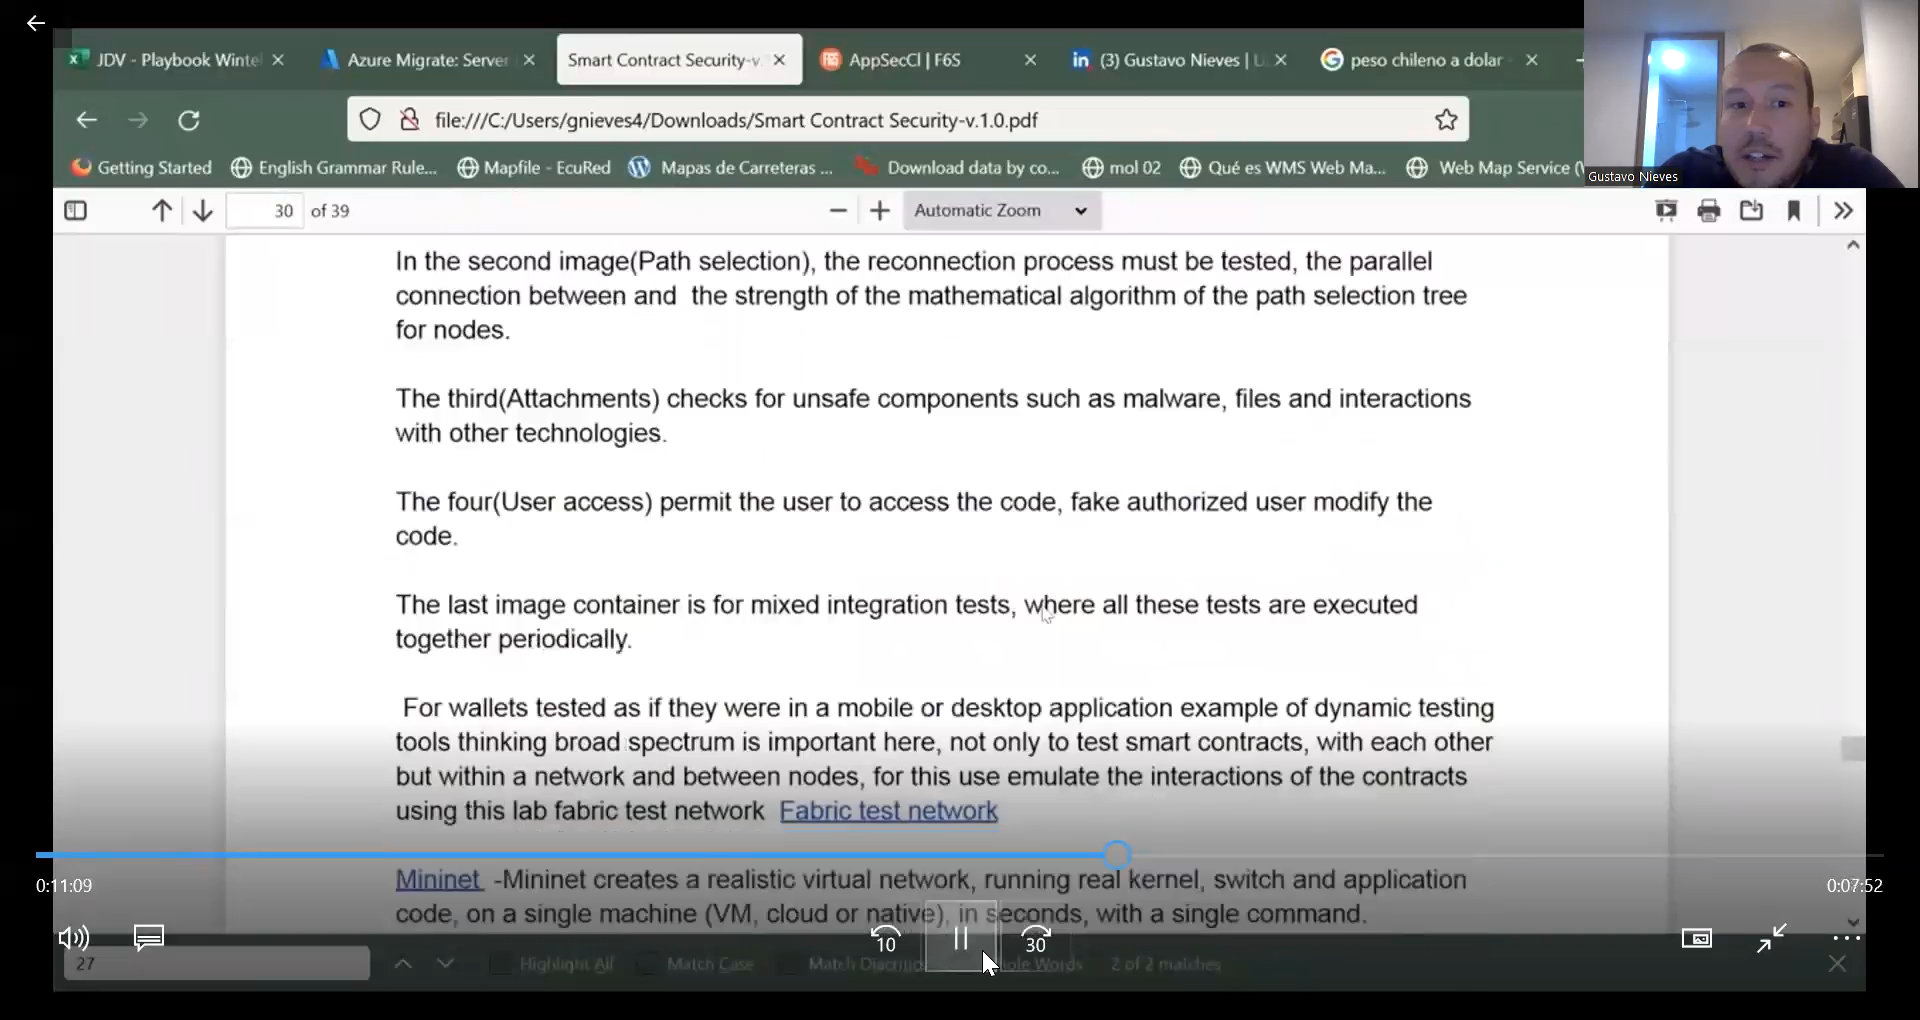 JDV - Playbook Winte
Azure Migrate: Server
Smart Contract Security-v.
AppSecCl | F6S
(3) Gustavo Nieves |
peso chileno a dolar
file:///C:/Users/gnieves4/Downloads/Smart Contract Security-v.1.0.pdf
Getting Started
English Grammar Rule...
Mapfile - EcuRed
Mapas de Carreteras ...
Download data by co...
mol 02
Qué es WMS Web Ma...
Web Map Service (
Gustavo Nieves
30 of 39
Automatic Zoom
In the second image(Path selection), the reconnection process must be tested, the parallel
connection between and the strength of the mathematical algorithm of the path selection tree
for nodes.
The third(Attachments) checks for unsafe components such as malware, files and interactions
with other technologies.
The four(User access) permit the user to access the code, fake authorized user modify the
code.
The last image container is for mixed integration tests, where all these tests are executed
together periodically.
For wallets tested as if they were in a mobile or desktop application example of dynamic testing
tools thinking broad spectrum is important here, not only to test smart contracts, with each other
but within a network and between nodes, for this use emulate the interactions of the contracts
using this lab fabric test network Fabric test network
0:11:09
0:07:52
Mininet -Mininet creates a realistic virtual network, running real kernel, switch and application
code, on a single machine (VM, cloud or native), in seconds, with a single command.
10
30
27
Highlight All
Match Case
Match Diacritics
Whole Words
2 of 2 matches